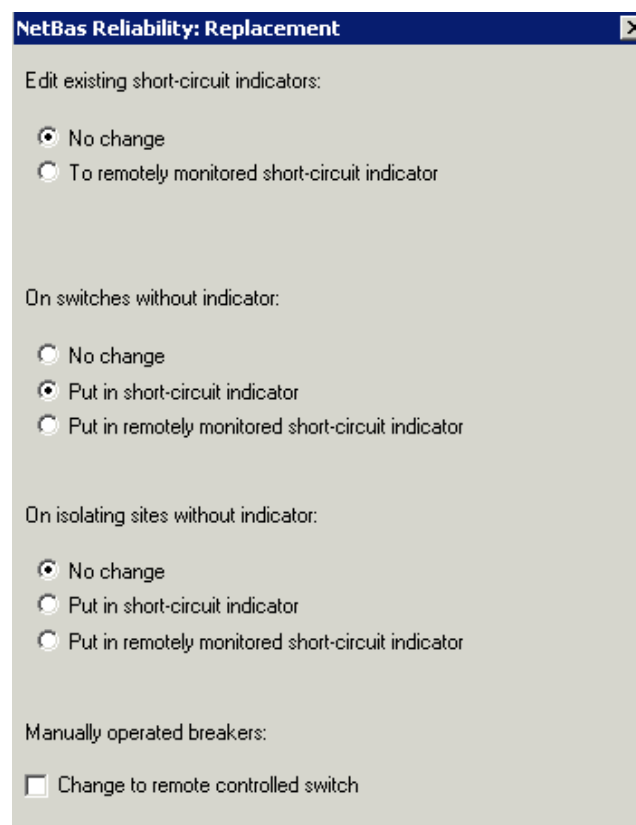 NetBas Reliability: Replacement
Edit existing short-circuit indicators:
No change
To remotely monitored short-circuit indicator
On switches without indicator:
No change
Put in short-circuit indicator
Put in remotely monitored short-circuit indicator
On isolating sites without indicator:
No change
Put in short-circuit indicator
Put in remotely monitored short-circuit indicator
Manually operated breakers:
Change to remote controlled switch